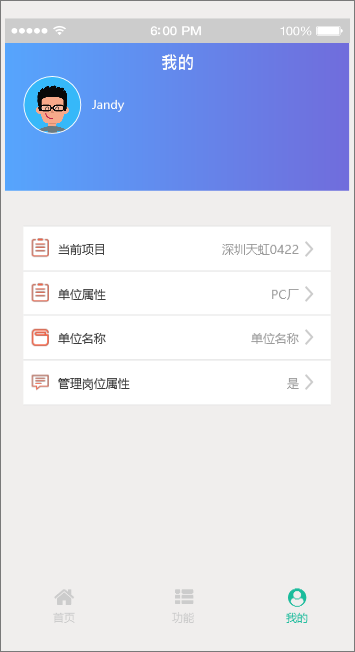 6:00 PM 100%
我的
Jandy
当前项目 深圳天虹0422
单位属性 PC厂
单位名称 单位名称
管理岗位属性 是
首页 功能 我的